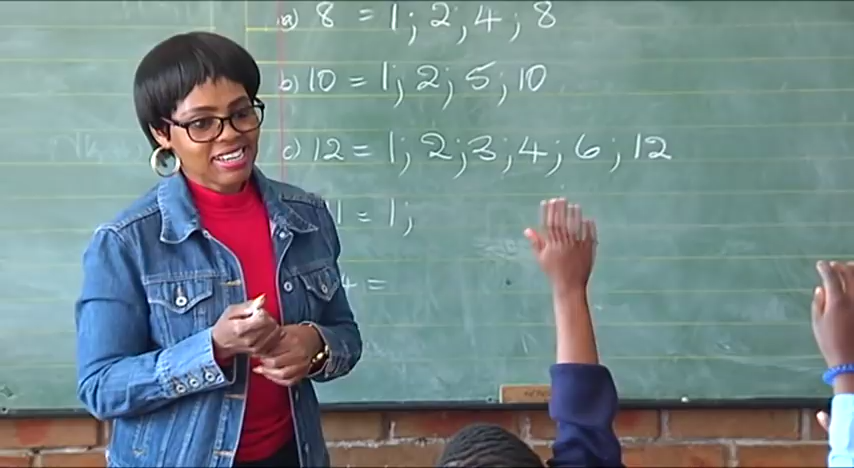 a) 8 = 1; 2; 4; 8
b) 10 = 1; 2; 5; 10
c) 12 = 1; 2; 3; 4; 6; 12
1 = 1;
4 =